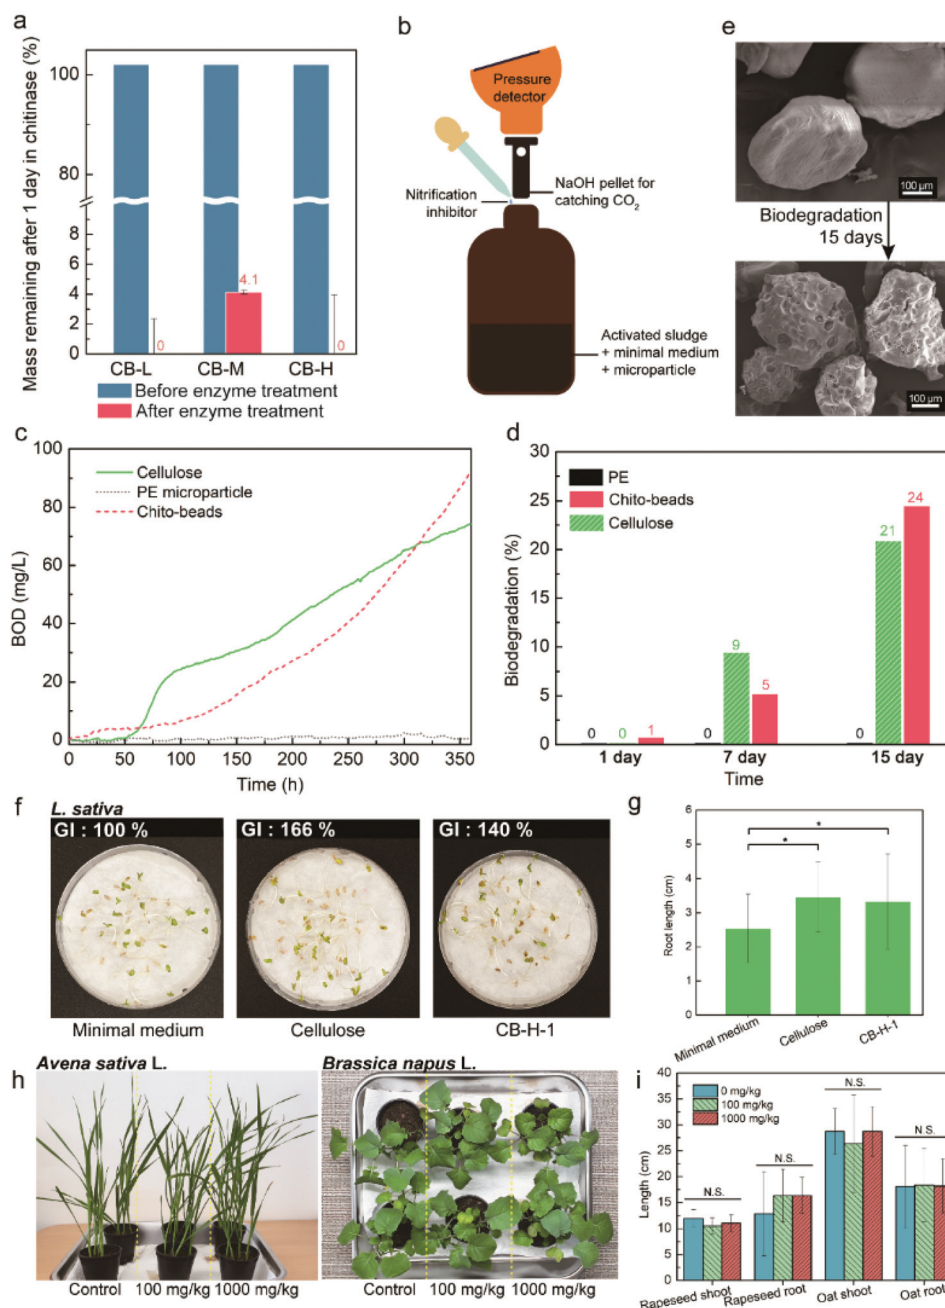 a
Mass remaining after 1 day in chitinase (%)
100
80
8
6
4
2
0
4.1
0
0
CB-L
CB-M
CB-H
Before enzyme treatment
After enzyme treatment
b
Pressure
detector
Nitrification
inhibitor
NaOH pellet for
catching CO₂
Activated sludge
+ minimal medium
+ microparticle
e
100 µm
Biodegradation
15 days
100 µm
c
BOD (mg/L)
100
80
60
40
20
0
Cellulose
PE microparticle
Chito-beads
0
50
100
150
200
250
300
350
Time (h)
d
Biodegradation (%)
30
25
20
15
10
5
0
PE
Chito-beads
Cellulose
0
0
1
0
9
5
0
21
24
1 day
7 day
15 day
Time
f
L. sativa
GI : 100 %
GI : 166 %
GI : 140 %
Minimal medium
Cellulose
CB-H-1
g
Root length (cm)
6
5
4
3
2
1
0
*
*
Minimal medium
Cellulose
CB-H-1
h
Avena sativa L.
Brassica napus L.
Control
100 mg/kg
1000 mg/kg
Control
100 mg/kg
1000 mg/kg
i
Length (cm)
40
35
30
25
20
15
10
5
0
0 mg/kg
100 mg/kg
1000 mg/kg
N.S.
N.S.
N.S.
N.S.
Rapeseed shoot
Rapeseed root
Oat shoot
Oat root